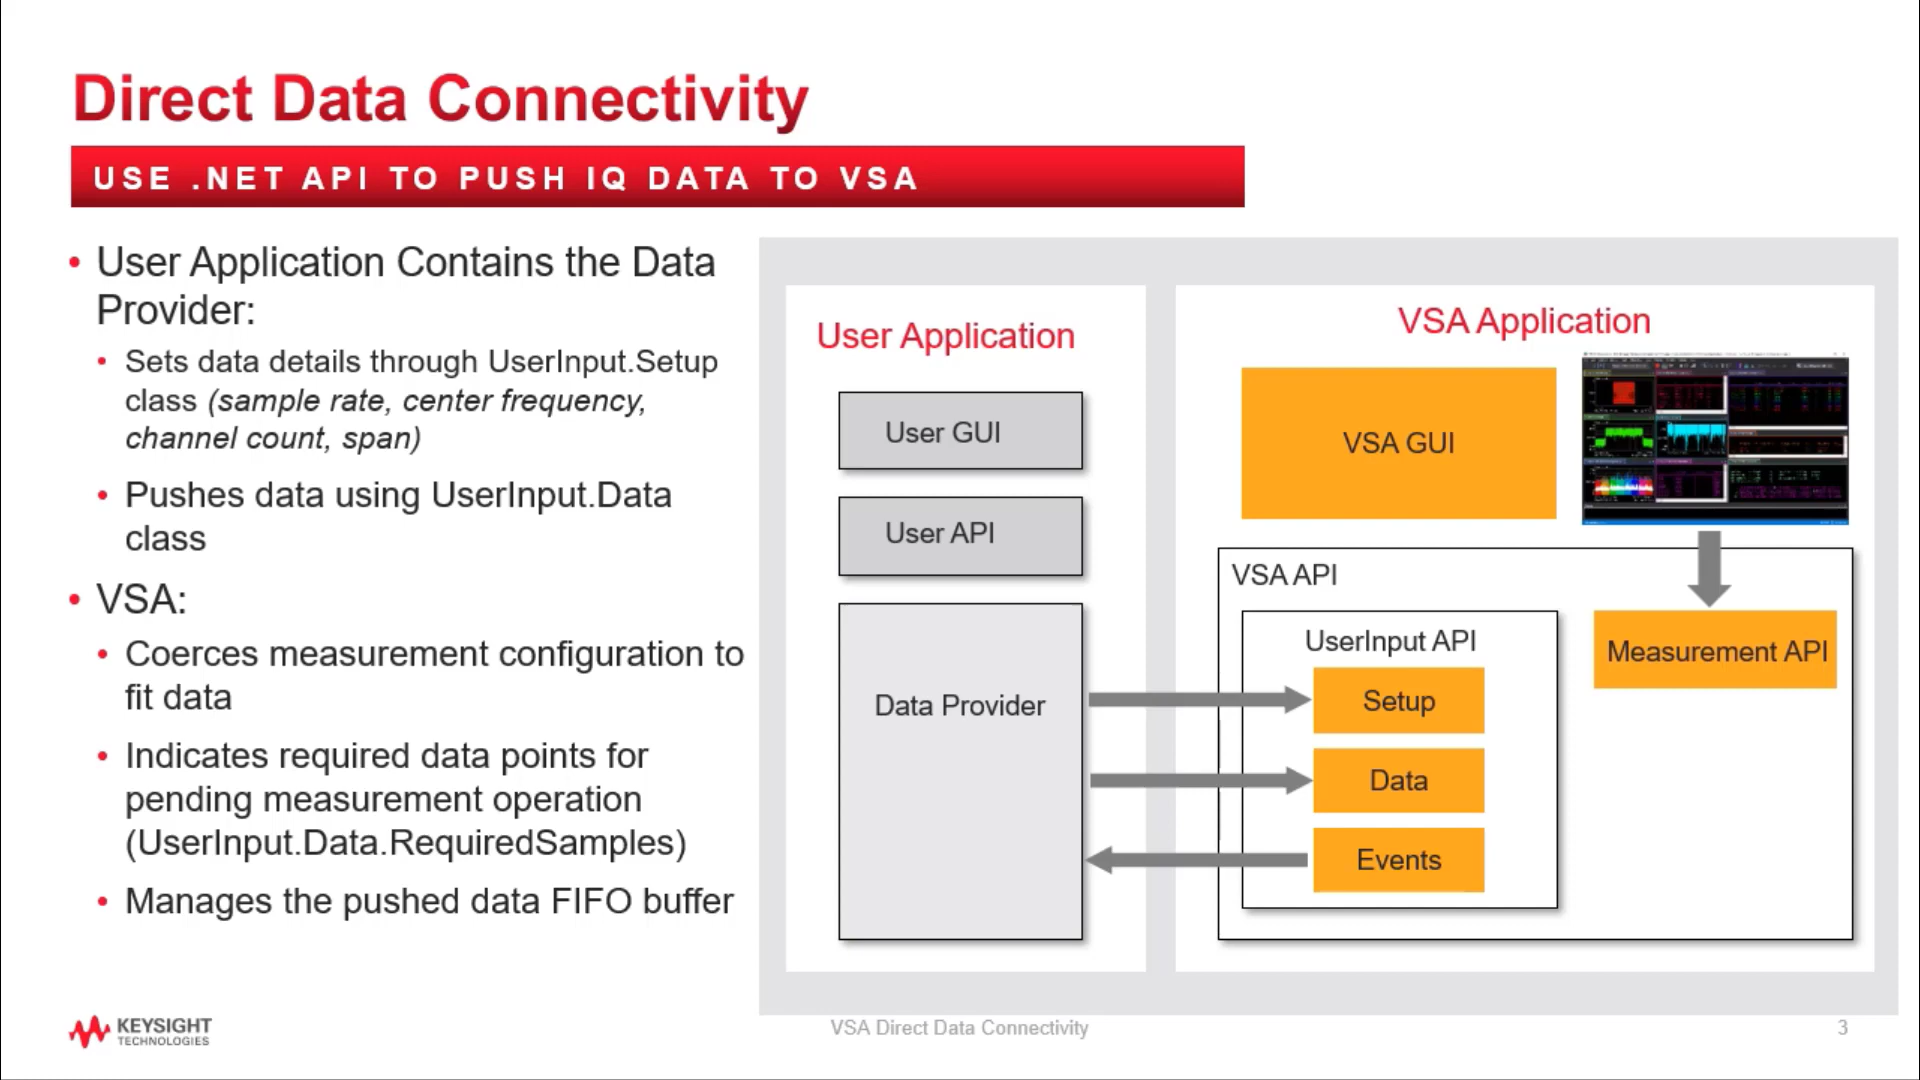 Direct Data Connectivity
USE .NET API TO PUSH IQ DATA TO VSA
• User Application Contains the Data
Provider:
• Sets data details through UserInput.Setup
class (sample rate, center frequency,
channel count, span)
• Pushes data using UserInput.Data
class
• VSA:
• Coerces measurement configuration to
fit data
• Indicates required data points for
pending measurement operation
(UserInput.Data.RequiredSamples)
• Manages the pushed data FIFO buffer
User Application
User GUI
User API
Data Provider
VSA Application
VSA GUI
VSA API
UserInput API
Setup
Data
Events
Measurement API
KEYSIGHT
TECHNOLOGIES
VSA Direct Data Connectivity
3